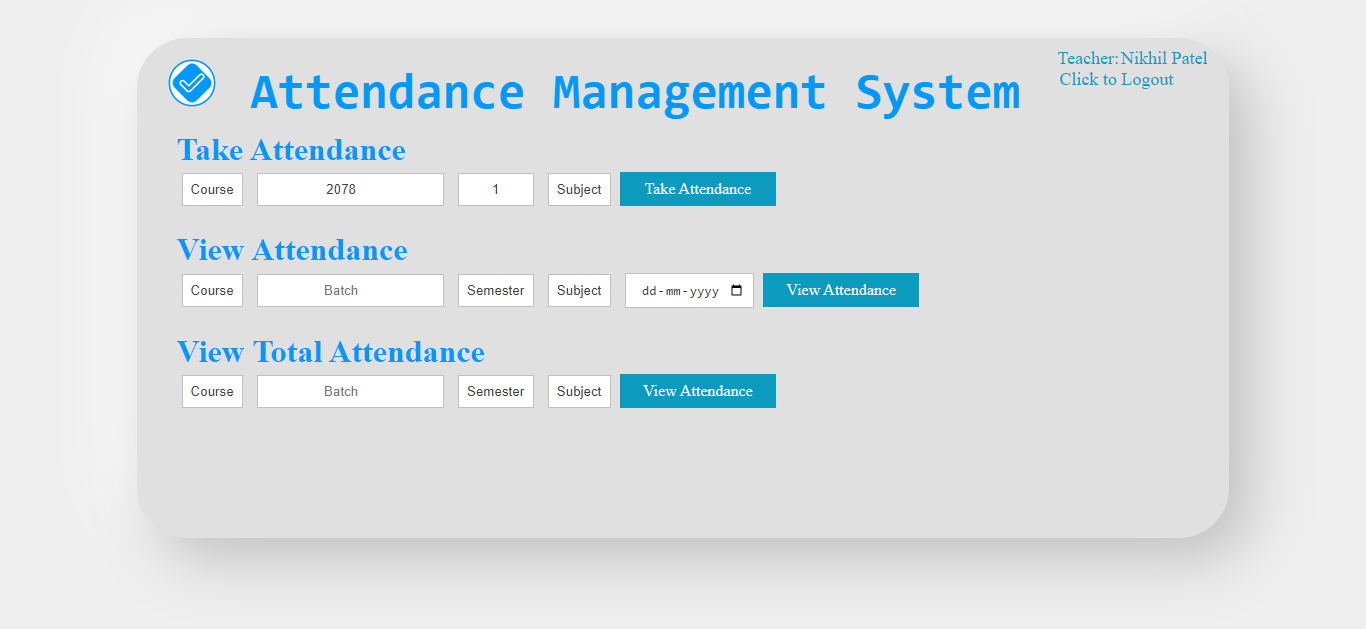 Teacher: Nikhil Patel
Click to Logout
Attendance Management System
Take Attendance
Course 2078 1 Subject Take Attendance
View Attendance
Course Batch Semester Subject dd-mm-yyyy View Attendance
View Total Attendance
Course Batch Semester Subject View Attendance